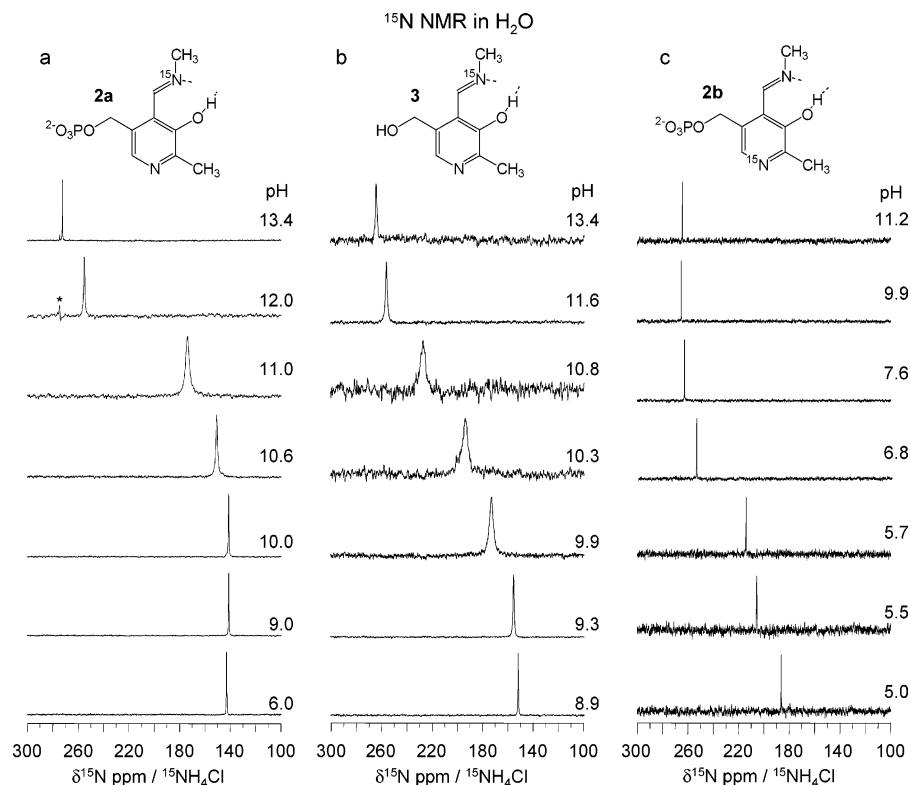 ¹⁵N NMR in H₂O
a
2a
CH₃
¹⁵N
H
O
²⁻O₃PO
N
CH₃
pH
13.4
*
12.0
11.0
10.6
10.0
9.0
6.0
300 260 220 180 140 100
δ¹⁵N ppm / ¹⁵NH₄Cl
b
3
CH₃
¹⁵N
H
O
HO
N
CH₃
pH
13.4
11.6
10.8
10.3
9.9
9.3
8.9
300 260 220 180 140 100
δ¹⁵N ppm / ¹⁵NH₄Cl
c
2b
CH₃
N
H
O
²⁻O₃PO
¹⁵N
CH₃
pH
11.2
9.9
7.6
6.8
5.7
5.5
5.0
300 260 220 180 140 100
δ¹⁵N ppm / ¹⁵NH₄Cl